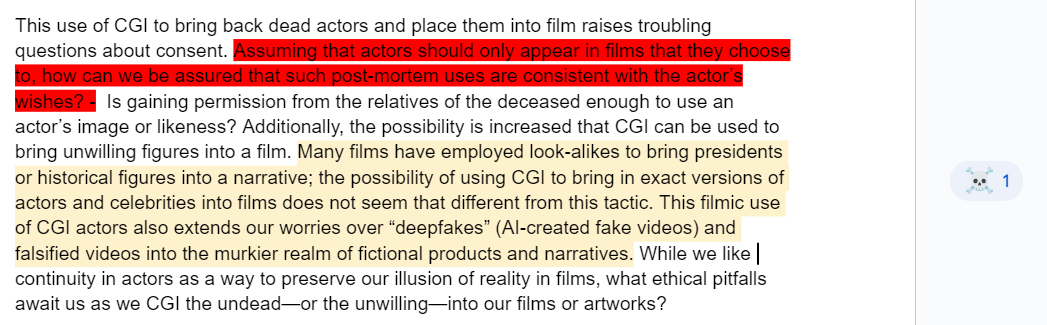 This use of CGI to bring back dead actors and place them into film raises troubling
questions about consent. Assuming that actors should only appear in films that they choose
to, how can we be assured that such post-mortem uses are consistent with the actor's
wishes? - Is gaining permission from the relatives of the deceased enough to use an
actor's image or likeness? Additionally, the possibility is increased that CGI can be used to
bring unwilling figures into a film. Many films have employed look-alikes to bring presidents
or historical figures into a narrative; the possibility of using CGI to bring in exact versions of
actors and celebrities into films does not seem that different from this tactic. This filmic use
of CGI actors also extends our worries over “deepfakes” (AI-created fake videos) and
falsified videos into the murkier realm of fictional products and narratives. While we like
continuity in actors as a way to preserve our illusion of reality in films, what ethical pitfalls
await us as we CGI the undead—or the unwilling—into our films or artworks?
1